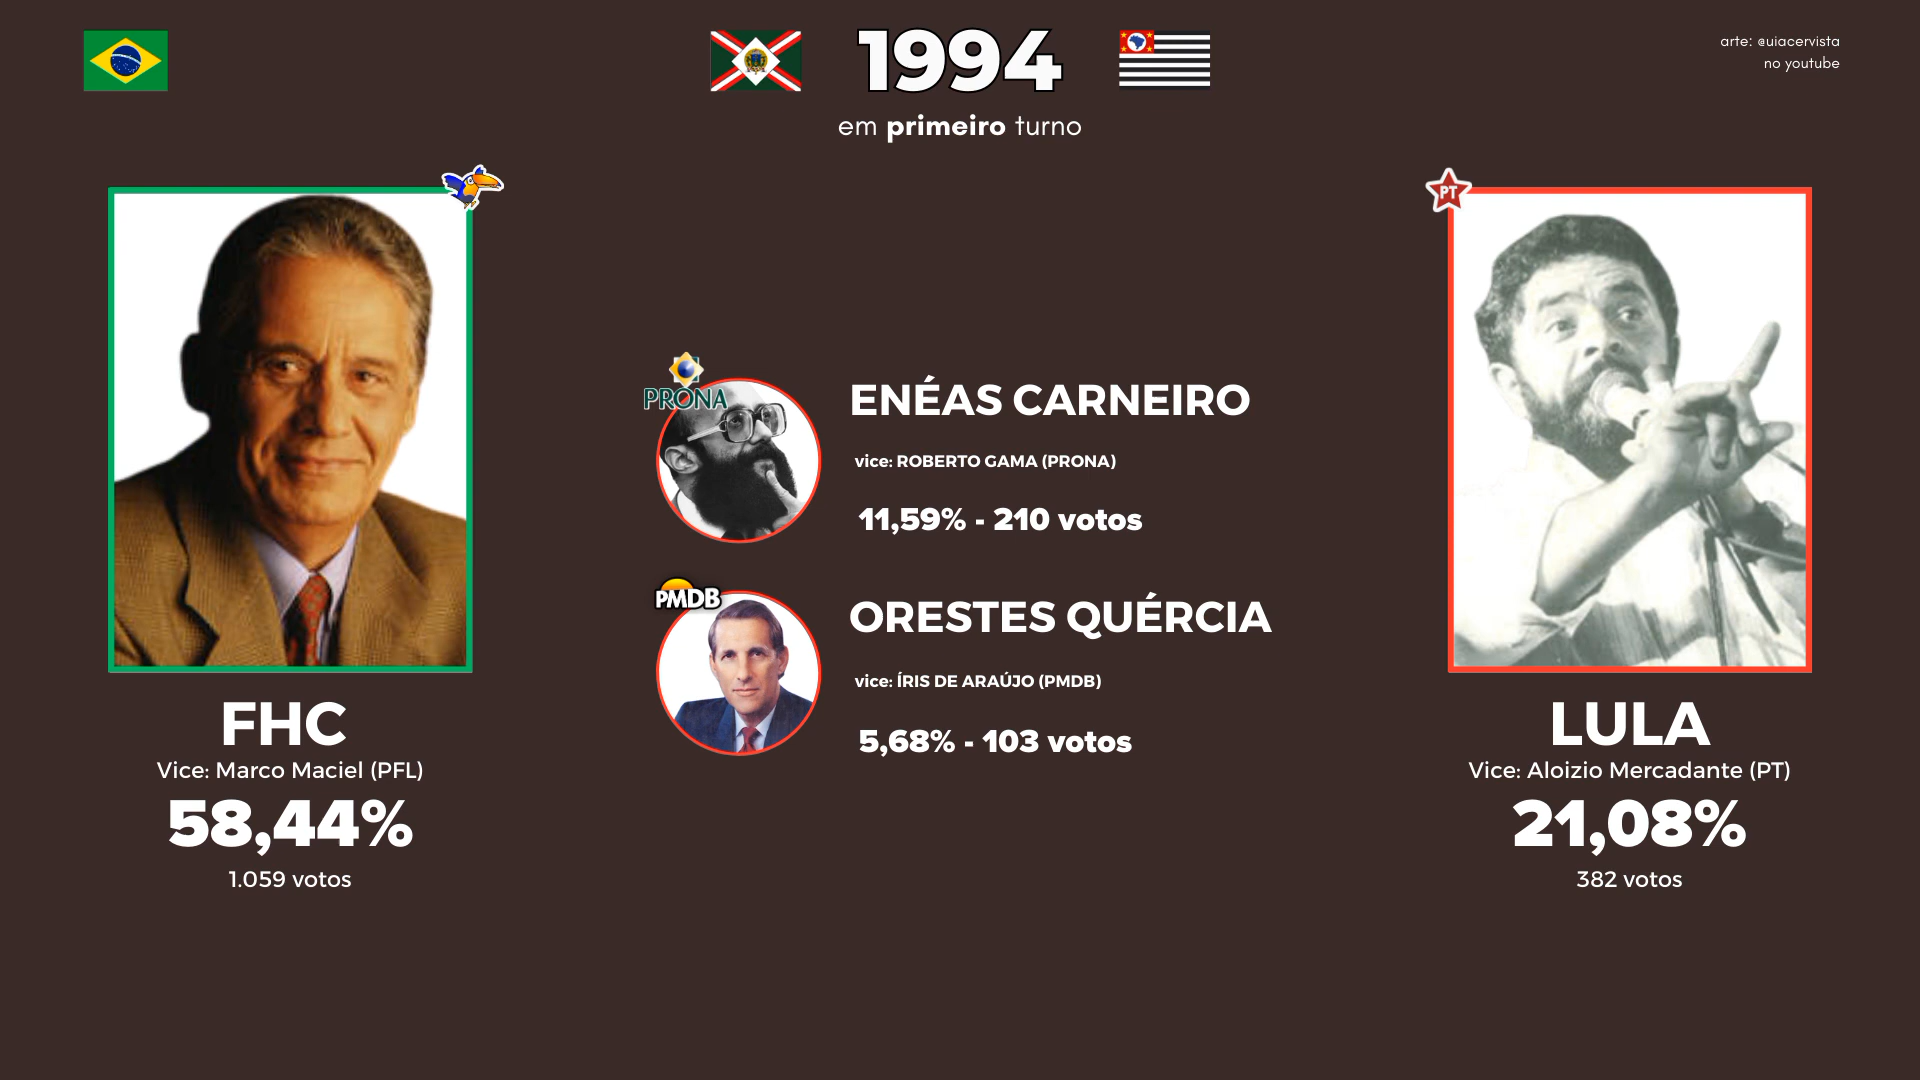 1994
em primeiro turno
arte: @uiacervista
no youtube
PT
PRONA
ENÉAS CARNEIRO
vice: ROBERTO GAMA (PRONA)
11,59% - 210 votos
PMDB
ORESTES QUÉRCIA
vice: ÍRIS DE ARAÚJO (PMDB)
5,68% - 103 votos
FHC
Vice: Marco Maciel (PFL)
58,44%
1.059 votos
LULA
Vice: Aloizio Mercadante (PT)
21,08%
382 votos